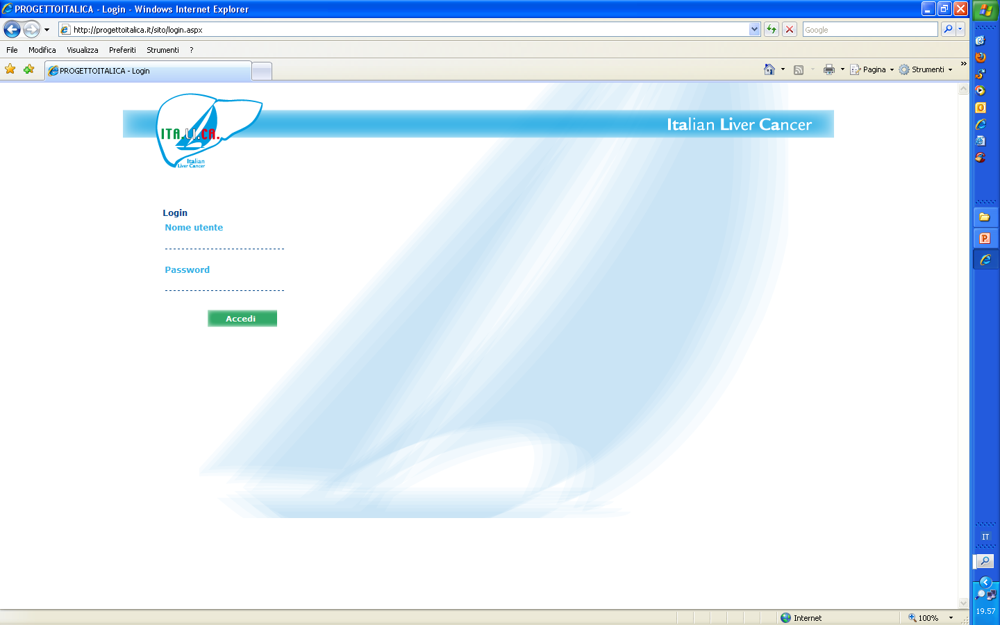 PROGETTOITALICA - Login - Windows Internet Explorer
http://progettoitalica.it/sito/login.aspx
Google
File Modifica Visualizza Preferiti Strumenti ?
PROGETTOITALICA - Login
Pagina Strumenti »
ITA.LI.CA.
Italian
Liver Cancer
Italian Liver Cancer
Login
Nome utente
Password
Accedi
IT
Internet 100%
19.57